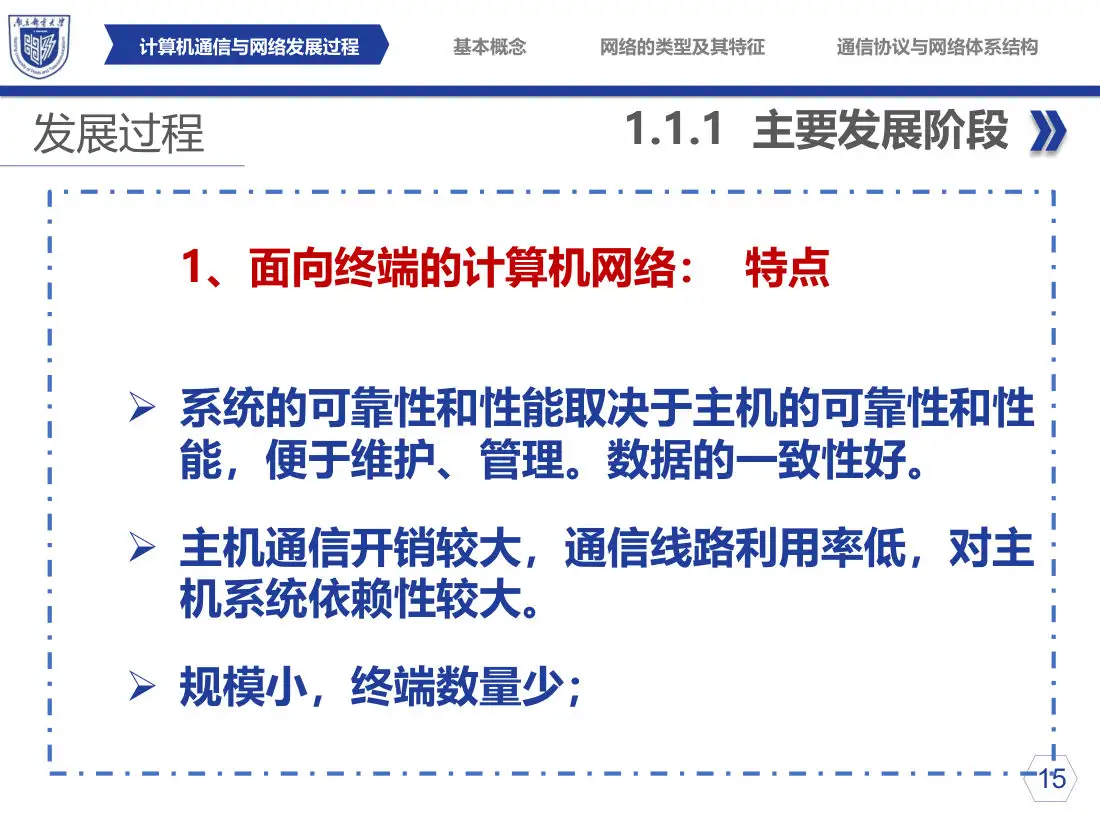 南京邮电大学
计算机通信与网络发展过程
基本概念
网络的类型及其特征
通信协议与网络体系结构
发展过程
1.1.1 主要发展阶段
1、面向终端的计算机网络： 特点
➢ 系统的可靠性和性能取决于主机的可靠性和性
能，便于维护、管理。数据的一致性好。
➢ 主机通信开销较大，通信线路利用率低，对主
机系统依赖性较大。
➢ 规模小，终端数量少；
15